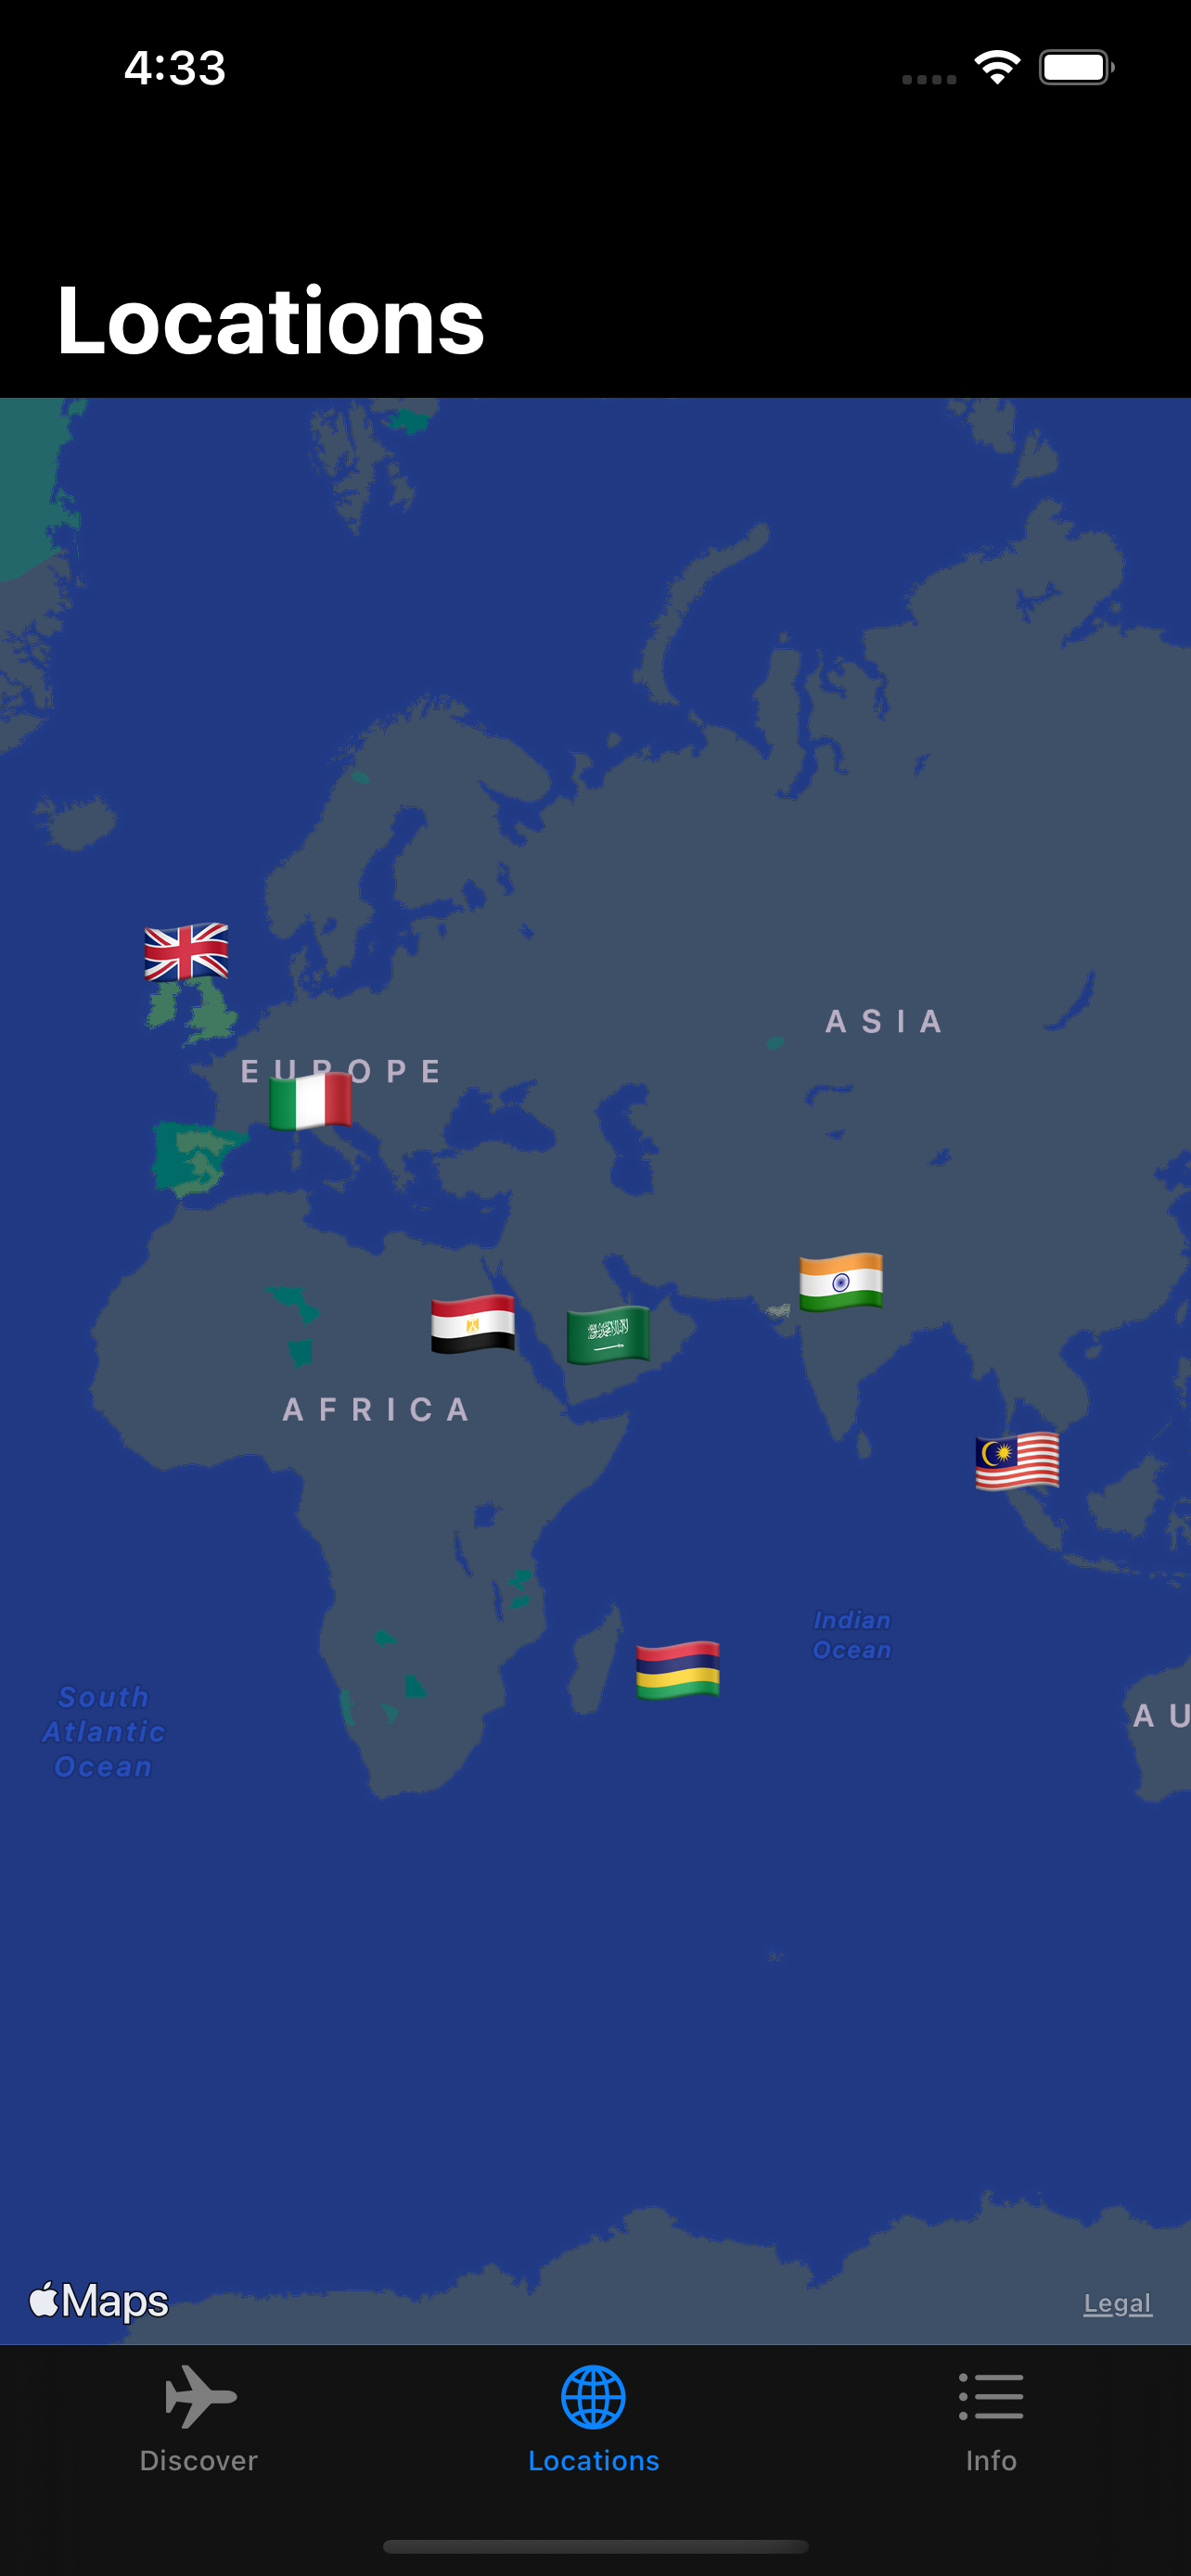 4:33
Locations
ASIA
EUROPE
AFRICA
Indian
Ocean
South
Atlantic
Ocean
AU
Maps
Legal
Discover
Locations
Info